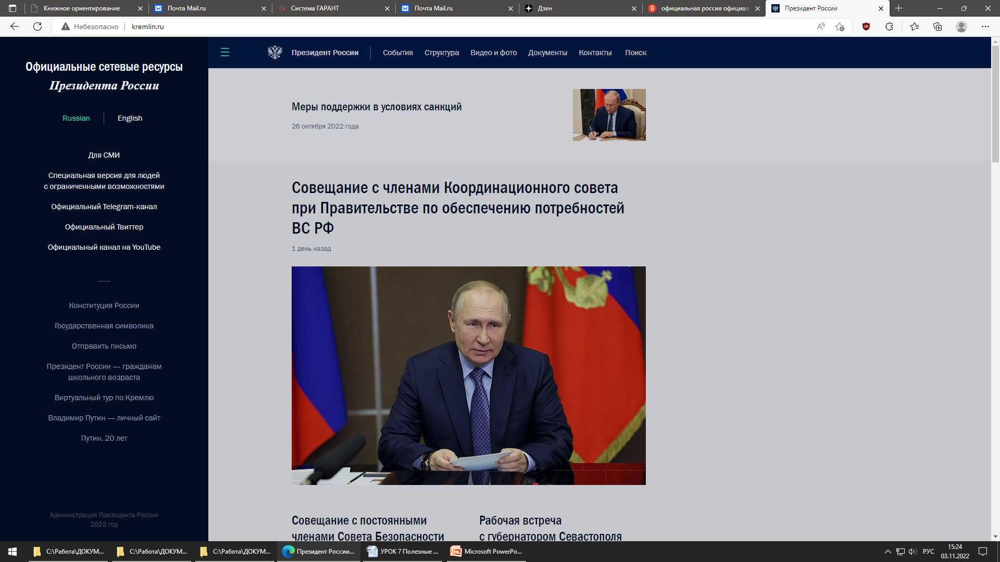 Книжное ориентирование
Почта Mail.ru
Система ГАРАНТ
Почта Mail.ru
Дзен
официальная россия официал
Президент России
Небезопасно
kremlin.ru
Официальные сетевые ресурсы
Президента России
Russian
English
Для СМИ
Специальная версия для людей
с ограниченными возможностями
Официальный Telegram-канал
Официальный Твиттер
Официальный канал на YouTube
Конституция России
Государственная символика
Отправить письмо
Президент России — гражданам
школьного возраста
Виртуальный тур по Кремлю
Владимир Путин — личный сайт
Путин. 20 лет
Администрация Президента России
2022 год
Президент России
События
Структура
Видео и фото
Документы
Контакты
Поиск
Меры поддержки в условиях санкций
26 октября 2022 года
Совещание с членами Координационного совета
при Правительстве по обеспечению потребностей
ВС РФ
1 день назад
Совещание с постоянными
членами Совета Безопасности
Рабочая встреча
с губернатором Севастополя
C:\Работа\ДОКУМ...
C:\Работа\ДОКУМ...
C:\Работа\ДОКУМ...
Президент России...
УРОК 7 Полезные ...
Microsoft PowerPo...
РУС
15:24
03.11.2022